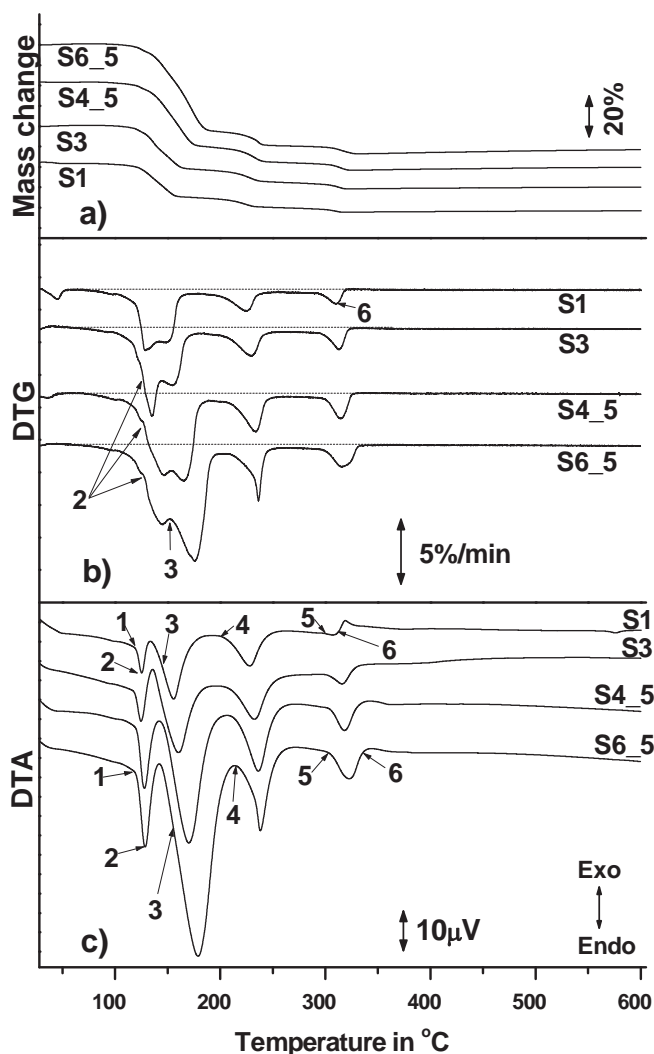 Mass change
S6_5
S4_5
S3
S1
20%
a)
DTG
6
S1
S3
S4_5
S6_5
2
3
5%/min
b)
DTA
1
3
4
5
S1
6
S3
2
S4_5
S6_5
1
5
6
4
2
3
Exo
Endo
10µV
c)
100 200 300 400 500 600
Temperature in °C